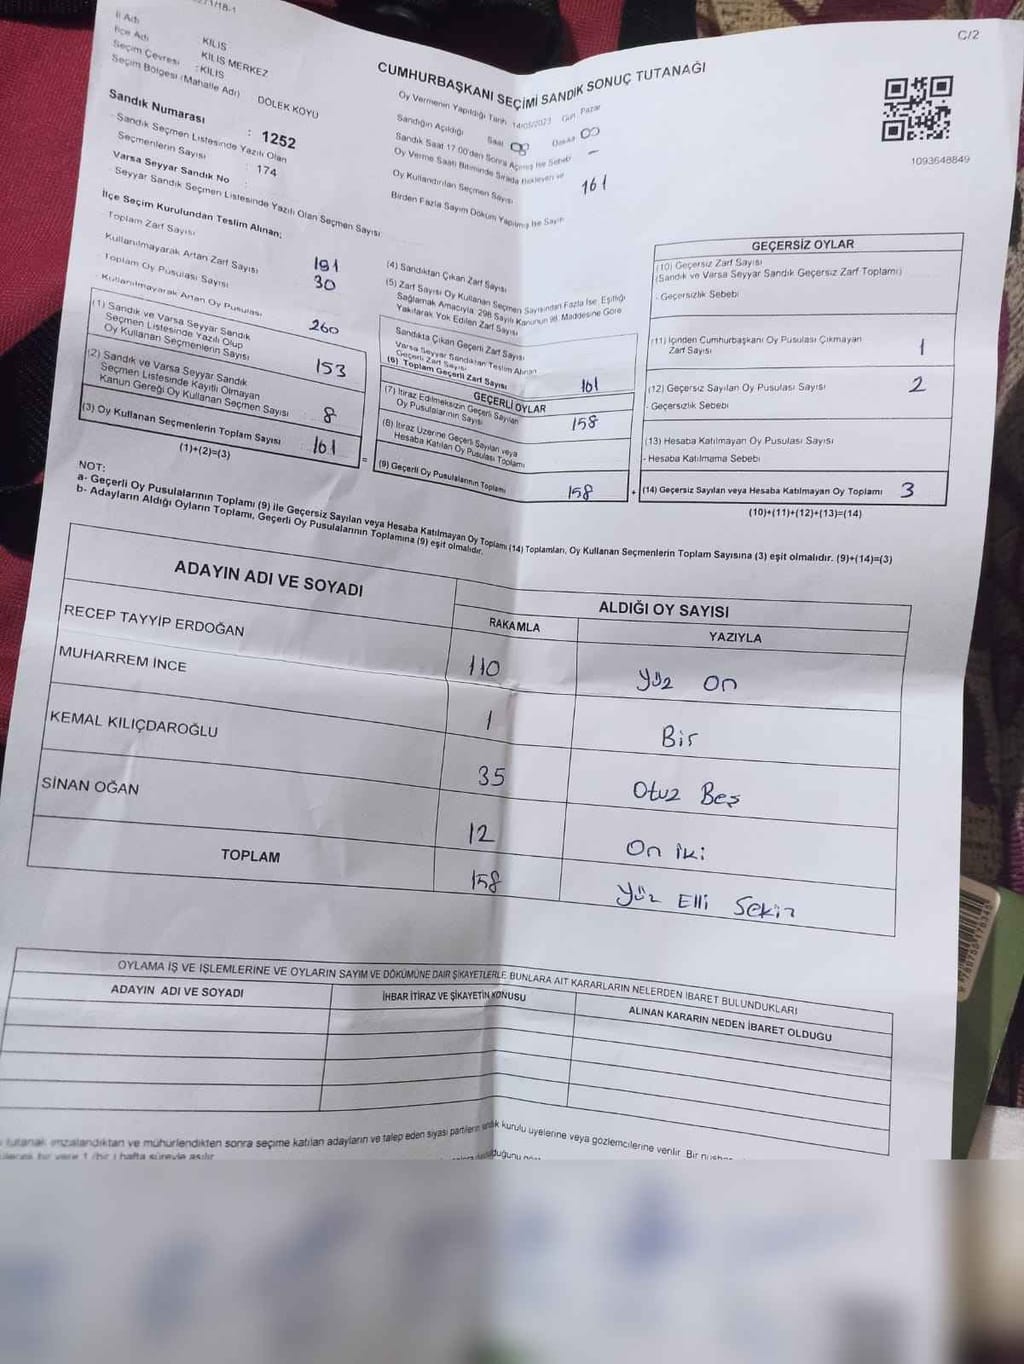 C/2
İl Adı
KİLİS
İlçe Adı
KİLİS MERKEZ
Seçim Çevresi : KİLİS
Seçim Bölgesi (Mahalle Adı) : DÖLEK KÖYÜ
CUMHURBAŞKANI SEÇİMİ SANDIK SONUÇ TUTANAĞI
1093648849
Sandık Numarası : 1252
Sandık Seçmen Listesinde Yazılı Olan
Seçmenlerin Sayısı : 174
Varsa Seyyar Sandık No :
Seyyar Sandık Seçmen Listesinde Yazılı Olan Seçmen Sayısı
Oy Vermenin Yapıldığı Tarih 14/05/2023 Gün Pazar
Sandığın Açıldığı Saat 08 Dakika 00
Sandık Saat 17.00'den Sonra Açılmış İse Sebebi –
Oy Verme Saati Bitiminde Sırada Bekleyen ve
Oy Kullandırılan Seçmen Sayısı
161
Birden Fazla Sayım Döküm Yapılmış İse Sayısı
İlçe Seçim Kurulundan Teslim Alınan;
Toplam Zarf Sayısı 191
Kullanılmayarak Artan Zarf Sayısı 30
Toplam Oy Pusulası Sayısı 260
Kullanılmayarak Artan Oy Pusulası
(1) Sandık ve Varsa Seyyar Sandık
Seçmen Listesinde Yazılı Olup
Oy Kullanan Seçmenlerin Sayısı 153
(2) Sandık ve Varsa Seyyar Sandık
Seçmen Listesinde Kayıtlı Olmayan
Kanun Gereği Oy Kullanan Seçmen Sayısı 8
(3) Oy Kullanan Seçmenlerin Toplam Sayısı 161
(1)+(2)=(3)
=
(4) Sandıktan Çıkan Zarf Sayısı
(5) Zarf Sayısı Oy Kullanan Seçmen Sayısından Fazla İse, Eşitliği
Sağlamak Amacıyla 298 Sayılı Kanunun 98. Maddesine Göre
Yakılarak Yok Edilen Zarf Sayısı
Sandıkta Çıkan Geçerli Zarf Sayısı
Varsa Seyyar Sandıktan Teslim Alınan
Geçerli Zarf Sayısı
(6) Toplam Geçerli Zarf Sayısı 161
GEÇERLİ OYLAR
(7) İtiraz Edilmeksizin Geçerli Sayılan
Oy Pusulalarının Sayısı 158
(8) İtiraz Üzerine Geçerli Sayılan veya
Hesaba Katılan Oy Pusulası Toplamı
(9) Geçerli Oy Pusulalarının Toplamı 158
+
GEÇERSİZ OYLAR
(10) Geçersiz Zarf Sayısı
(Sandık ve Varsa Seyyar Sandık Geçersiz Zarf Toplamı)
- Geçersizlik Sebebi
(11) İçinden Cumhurbaşkanı Oy Pusulası Çıkmayan
Zarf Sayısı 1
(12) Geçersiz Sayılan Oy Pusulası Sayısı 2
- Geçersizlik Sebebi
(13) Hesaba Katılmayan Oy Pusulası Sayısı
- Hesaba Katılmama Sebebi
(14) Geçersiz Sayılan veya Hesaba Katılmayan Oy Toplamı 3
(10)+(11)+(12)+(13)=(14)
NOT:
a- Geçerli Oy Pusulalarının Toplamı (9) ile Geçersiz Sayılan veya Hesaba Katılmayan Oy Toplamı (14) Toplamları, Oy Kullanan Seçmenlerin Toplam Sayısına (3) eşit olmalıdır. (9)+(14)=(3)
b- Adayların Aldığı Oyların Toplamı, Geçerli Oy Pusulalarının Toplamına (9) eşit olmalıdır.
ADAYIN ADI VE SOYADI ALDIĞI OY SAYISI
RAKAMLA YAZIYLA
RECEP TAYYİP ERDOĞAN 110 Yüz On
MUHARREM İNCE 1 Bir
KEMAL KILIÇDAROĞLU 35 Otuz Beş
SİNAN OĞAN 12 On iki
TOPLAM 158 Yüz Elli Sekiz
OYLAMA İŞ VE İŞLEMLERİNE VE OYLARIN SAYIM VE DÖKÜMÜNE DAİR ŞİKAYETLERLE BUNLARA AİT KARARLARIN NELERDEN İBARET BULUNDUKLARI
ADAYIN ADI VE SOYADI İHBAR İTİRAZ VE ŞİKAYETİN KONUSU ALINAN KARARIN NEDEN İBARET OLDUĞU
tutanak imzalandıktan ve mühürlendikten sonra seçime katılan adayların ve talep eden siyasi partilerin sandık kurulu üyelerine veya gözlemcilerine verilir. Bir
bir yere 1 (bir) hafta süreyle asılır.